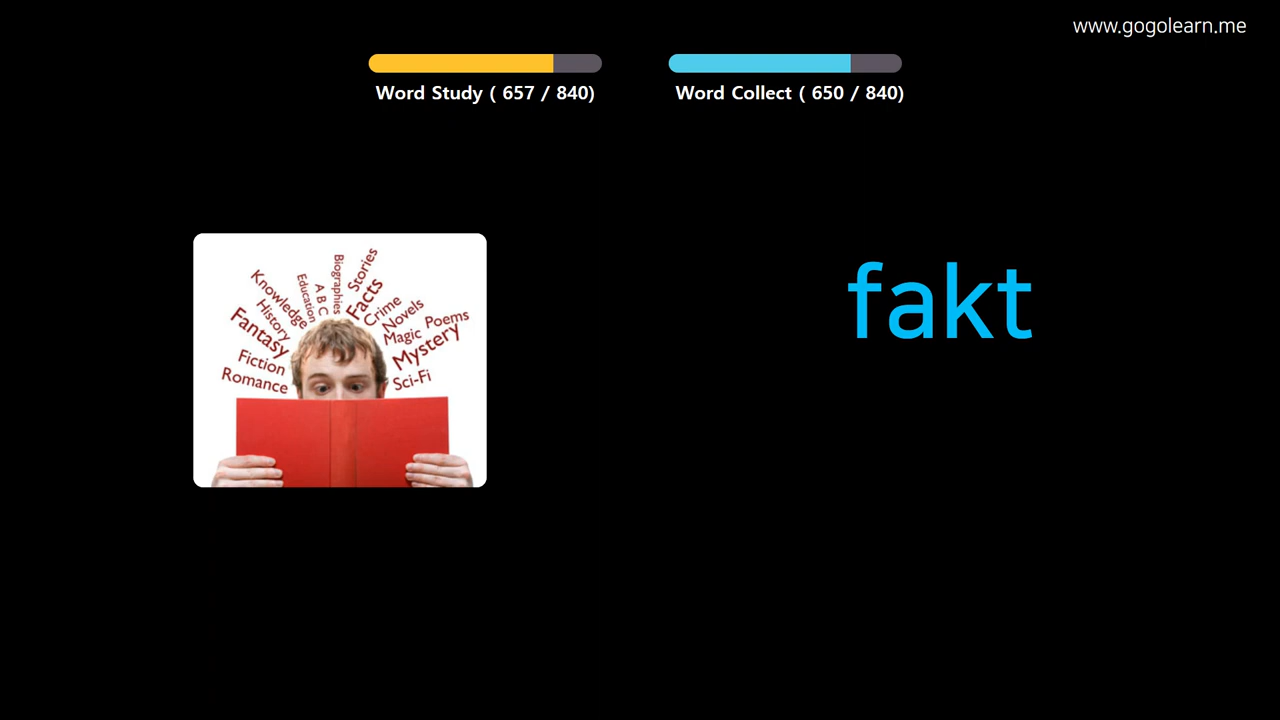 www.gogolearn.me
Word Study ( 657 / 840)
Word Collect ( 650 / 840)
fakt
Stories
Biographies
Facts
A B C
Education
Knowledge
Crime
History
Novels
Poems
Fantasy
Magic
Mystery
Fiction
Sci-Fi
Romance